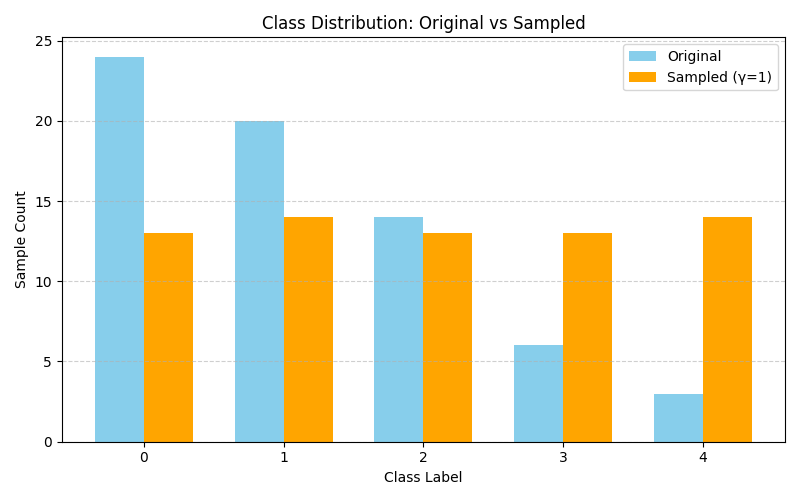 Class Distribution: Original vs Sampled
Original
Sampled (γ=1)
Sample Count
25
20
15
10
5
0
0 1 2 3 4
Class Label